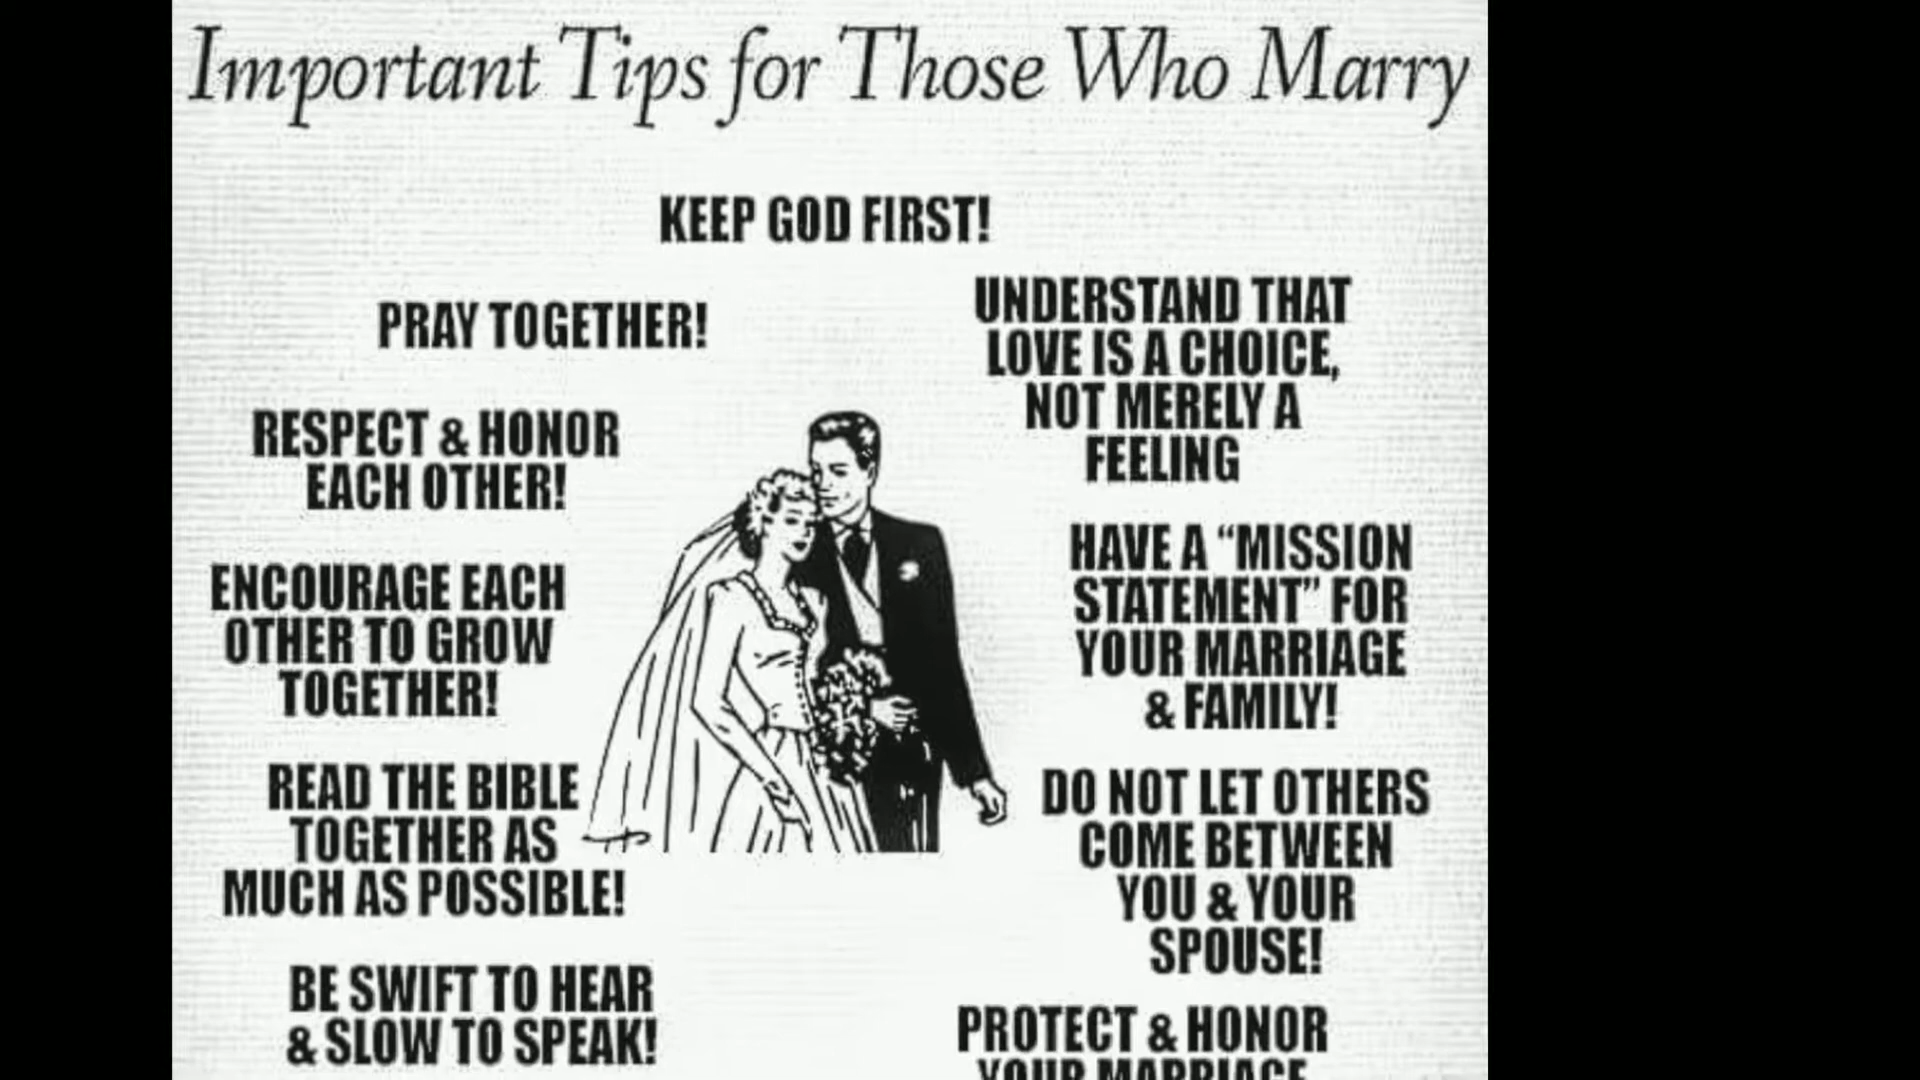 Important Tips for Those Who Marry
KEEP GOD FIRST!
PRAY TOGETHER!
RESPECT & HONOR
EACH OTHER!
ENCOURAGE EACH
OTHER TO GROW
TOGETHER!
READ THE BIBLE
TOGETHER AS
MUCH AS POSSIBLE!
BE SWIFT TO HEAR
& SLOW TO SPEAK!
UNDERSTAND THAT
LOVE IS A CHOICE,
NOT MERELY A
FEELING
HAVE A “MISSION
STATEMENT” FOR
YOUR MARRIAGE
& FAMILY!
DO NOT LET OTHERS
COME BETWEEN
YOU & YOUR
SPOUSE!
PROTECT & HONOR
YOUR MARRIAGE